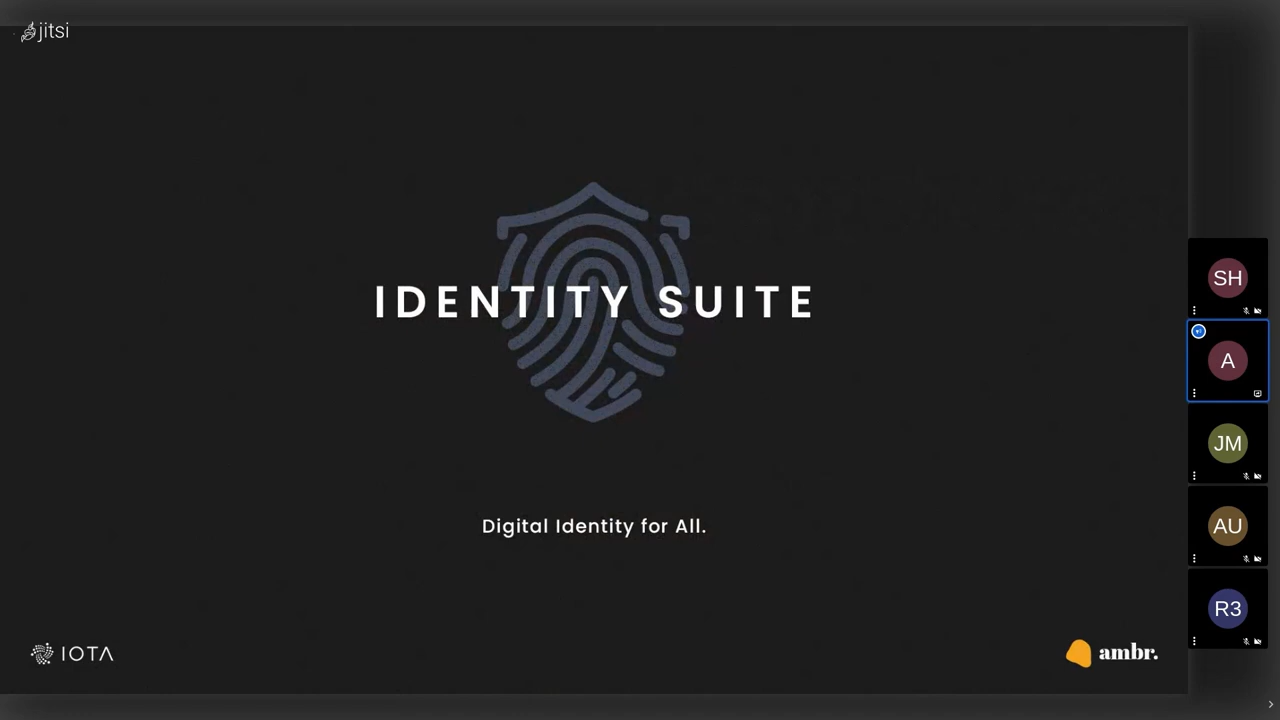 jitsi
IDENTITY SUITE
Digital Identity for All.
IOTA
ambr.
SH
A
JM
AU
R3